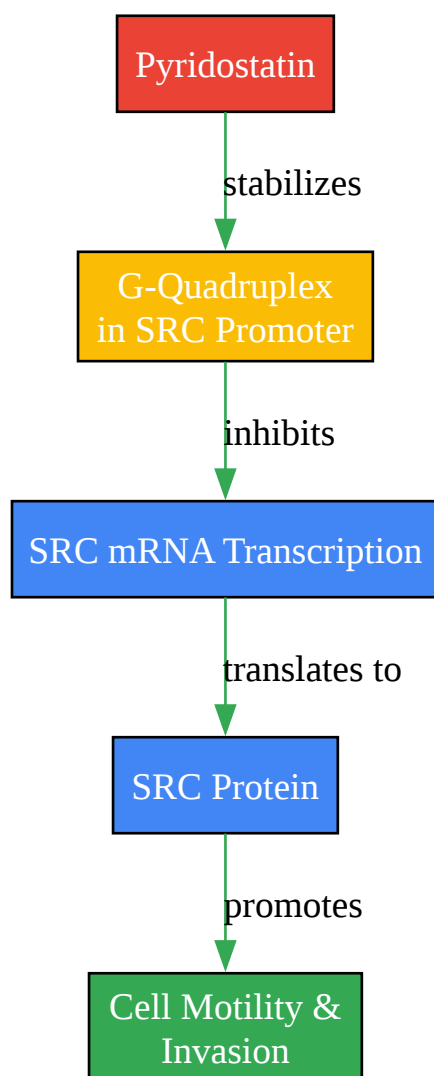 Pyridostatin
stabilizes
G-Quadruplex
in SRC Promoter
inhibits
SRC mRNA Transcription
translates to
SRC Protein
promotes
Cell Motility &
Invasion